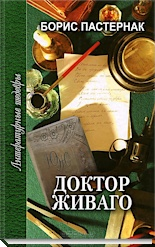 БОРИС ПАСТЕРНАК
Литературные шедевры
ДОКТОР
ЖИВАГО